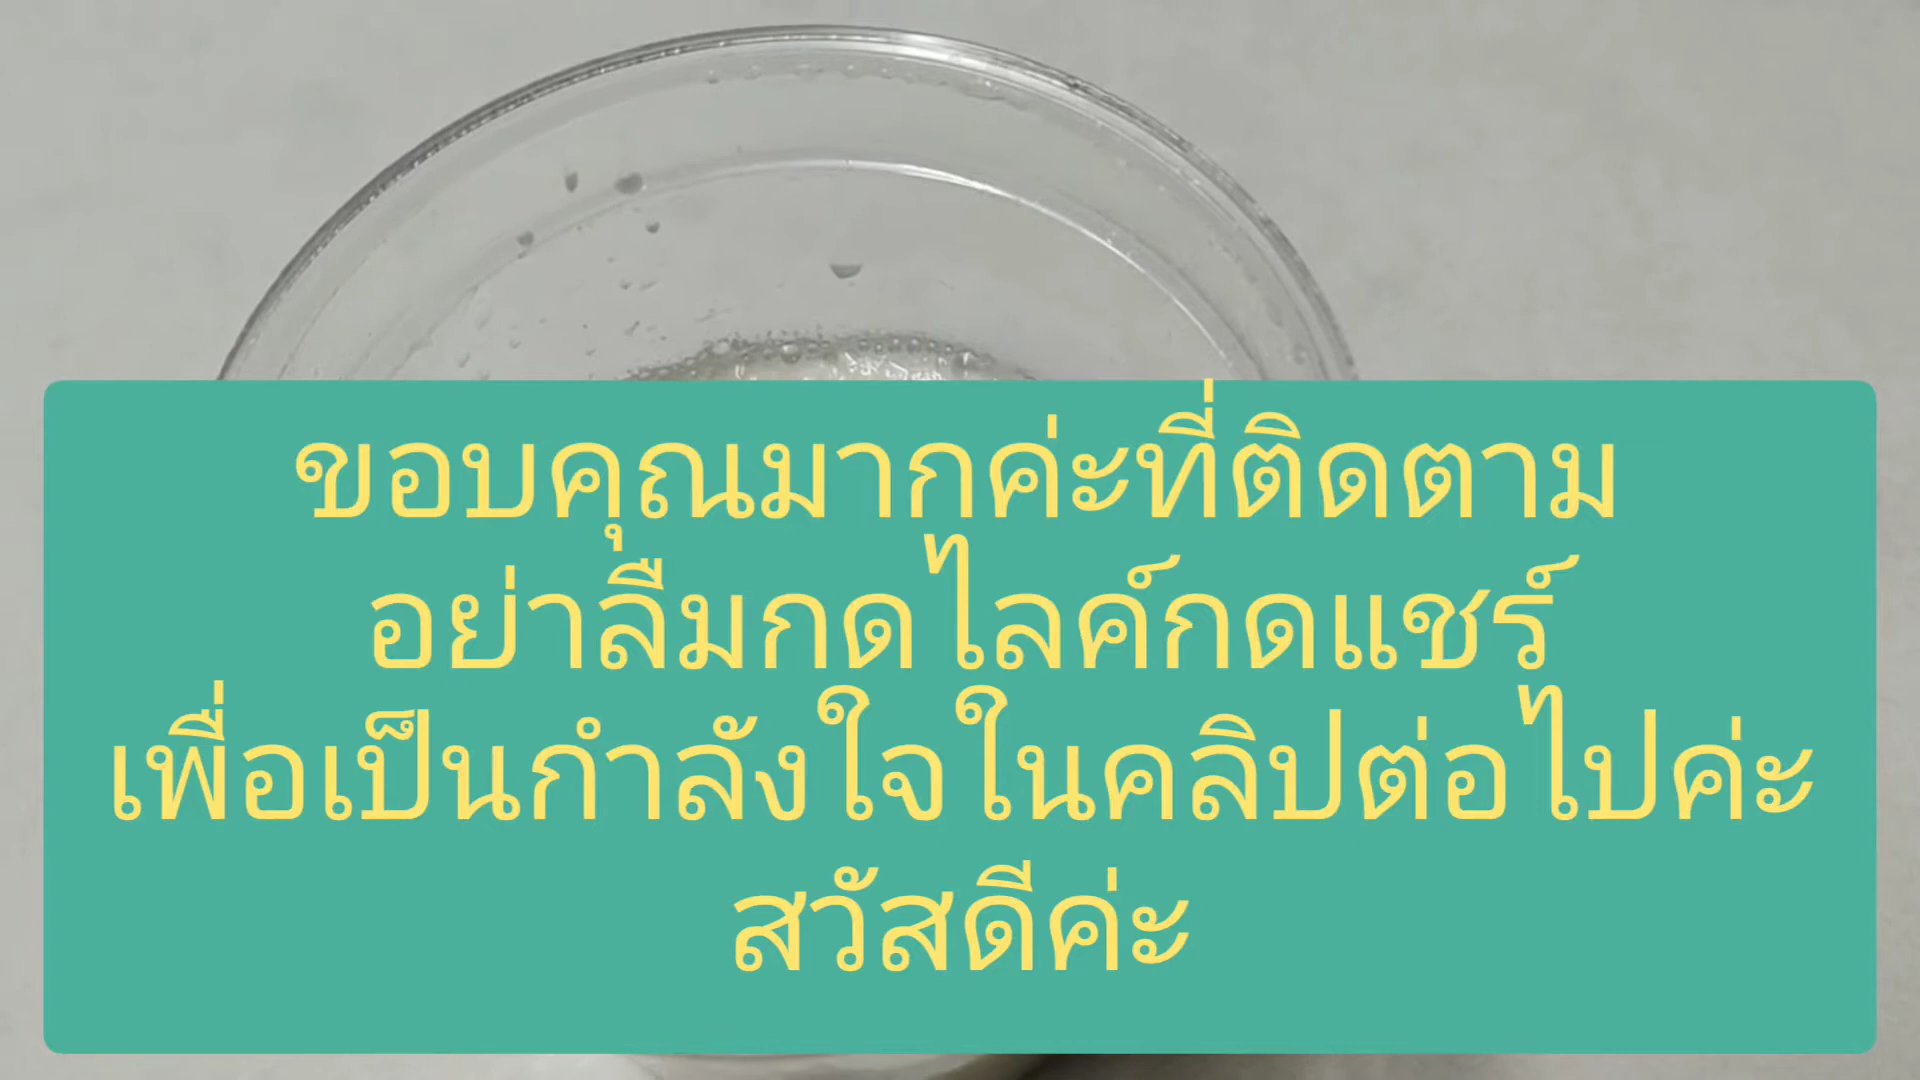 ขอบคุณมากค่ะที่ติดตาม
อย่าลืมกดไลค์กดแชร์
เพื่อเป็นกำลังใจในคลิปต่อไปค่ะ
สวัสดีค่ะ